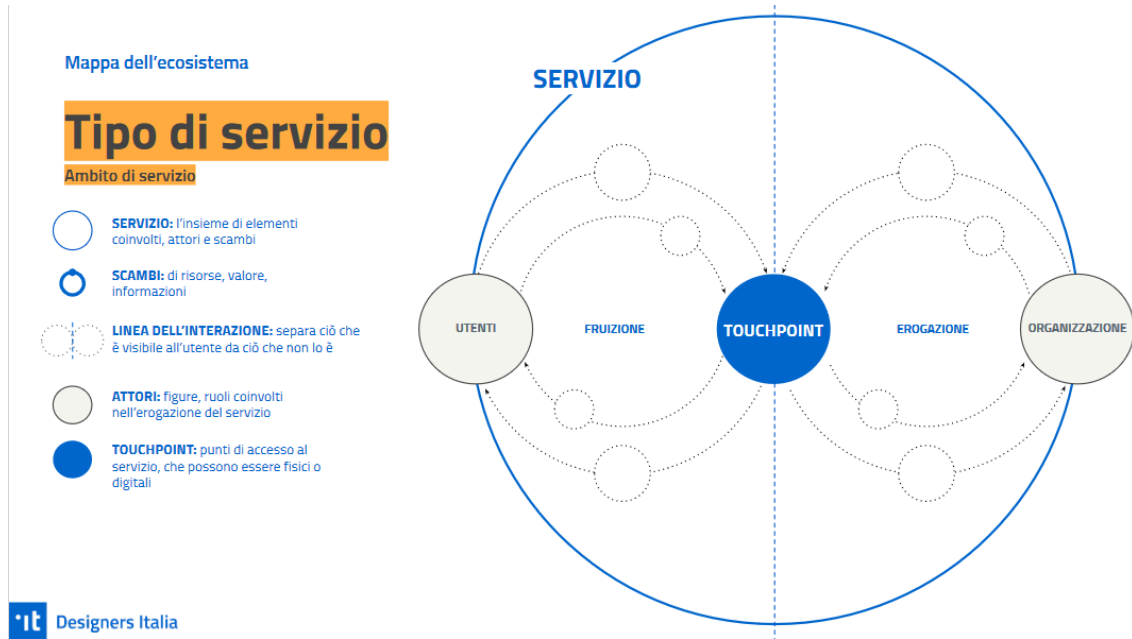 Mappa dell'ecosistema
Tipo di servizio
Ambito di servizio
SERVIZIO: l'insieme di elementi
coinvolti, attori e scambi
SCAMBI: di risorse, valore,
informazioni
LINEA DELL'INTERAZIONE: separa ciò che
è visibile all'utente da ciò che non lo è
ATTORI: figure, ruoli coinvolti
nell'erogazione del servizio
TOUCHPOINT: punti di accesso al
servizio, che possono essere fisici o
digitali
.it Designers Italia
SERVIZIO
UTENTI
FRUIZIONE
TOUCHPOINT
EROGAZIONE
ORGANIZZAZIONE